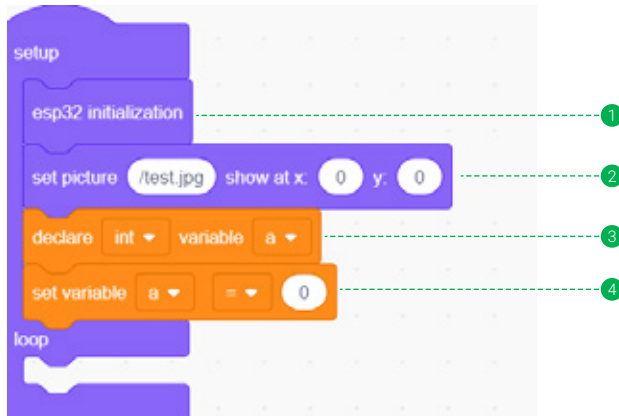 setup
esp32 initialization 1
set picture /test.jpg show at x: 0 y: 0 2
declare int variable a 3
set variable a = 0 4
loop